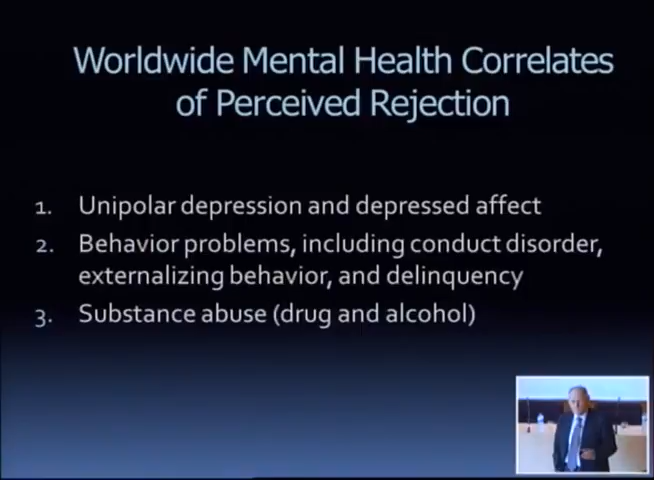 Worldwide Mental Health Correlates
of Perceived Rejection
1. Unipolar depression and depressed affect
2. Behavior problems, including conduct disorder,
externalizing behavior, and delinquency
3. Substance abuse (drug and alcohol)